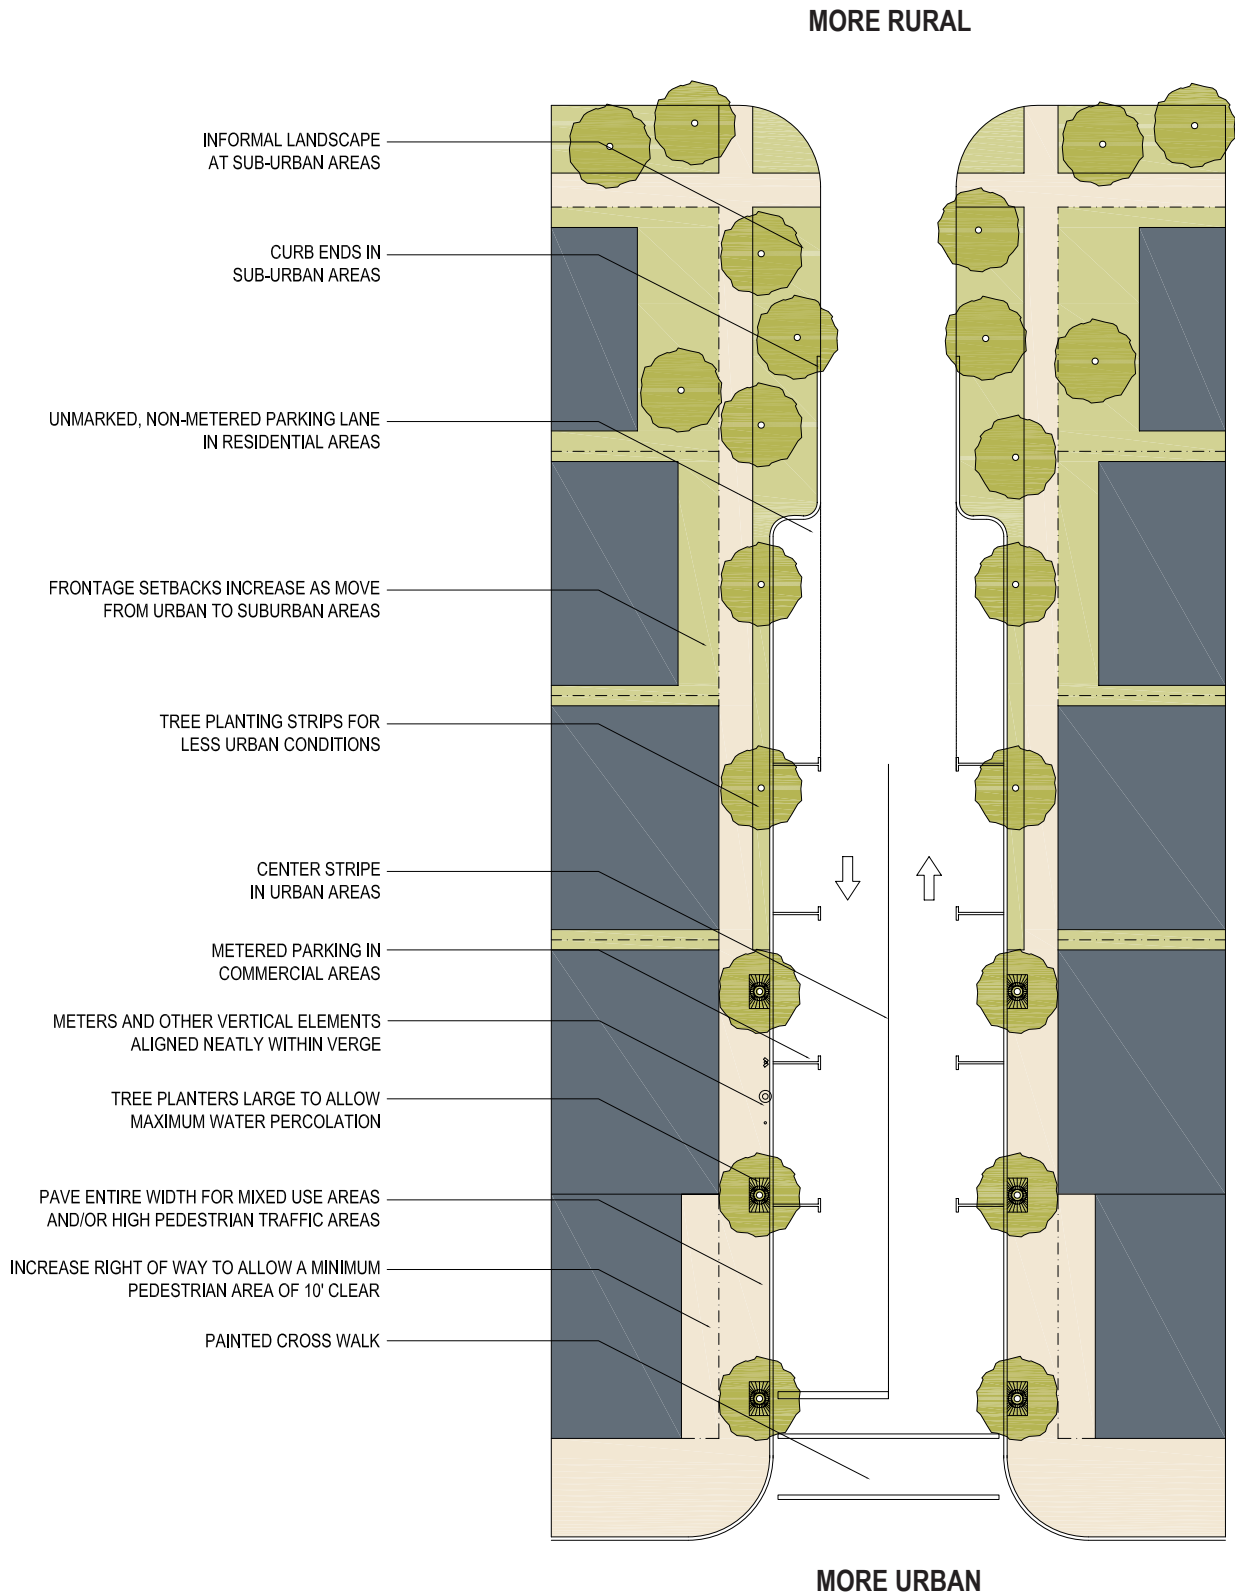 MORE RURAL
INFORMAL LANDSCAPE
AT SUB-URBAN AREAS
CURB ENDS IN
SUB-URBAN AREAS
UNMARKED, NON-METERED PARKING LANE
IN RESIDENTIAL AREAS
FRONTAGE SETBACKS INCREASE AS MOVE
FROM URBAN TO SUBURBAN AREAS
TREE PLANTING STRIPS FOR
LESS URBAN CONDITIONS
CENTER STRIPE
IN URBAN AREAS
METERED PARKING IN
COMMERCIAL AREAS
METERS AND OTHER VERTICAL ELEMENTS
ALIGNED NEATLY WITHIN VERGE
TREE PLANTERS LARGE TO ALLOW
MAXIMUM WATER PERCOLATION
PAVE ENTIRE WIDTH FOR MIXED USE AREAS
AND/OR HIGH PEDESTRIAN TRAFFIC AREAS
INCREASE RIGHT OF WAY TO ALLOW A MINIMUM
PEDESTRIAN AREA OF 10' CLEAR
PAINTED CROSS WALK
MORE URBAN